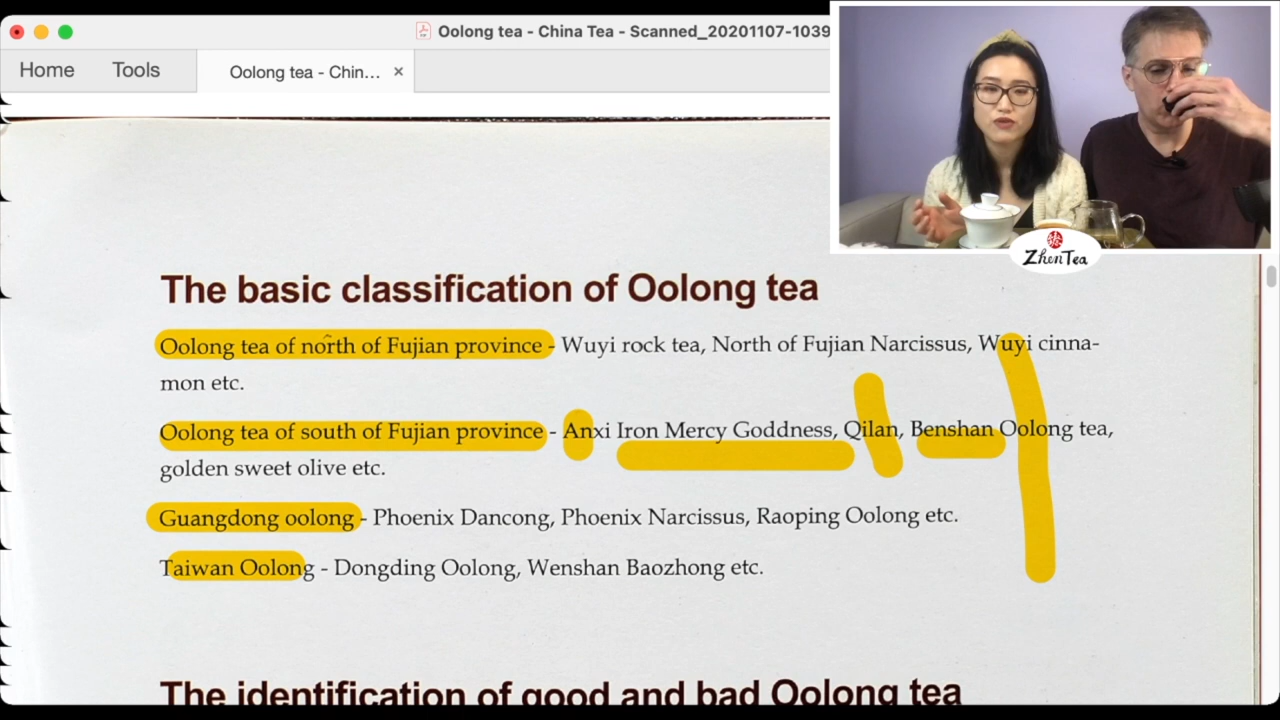 Oolong tea - China Tea - Scanned_20201107-1039
Home Tools Oolong tea - Chin... ×
Zhen Tea
The basic classification of Oolong tea
Oolong tea of north of Fujian province - Wuyi rock tea, North of Fujian Narcissus, Wuyi cinna-
mon etc.
Oolong tea of south of Fujian province - Anxi Iron Mercy Goddness, Qilan, Benshan Oolong tea,
golden sweet olive etc.
Guangdong oolong - Phoenix Dancong, Phoenix Narcissus, Raoping Oolong etc.
Taiwan Oolong - Dongding Oolong, Wenshan Baozhong etc.
The identification of good and bad Oolong tea